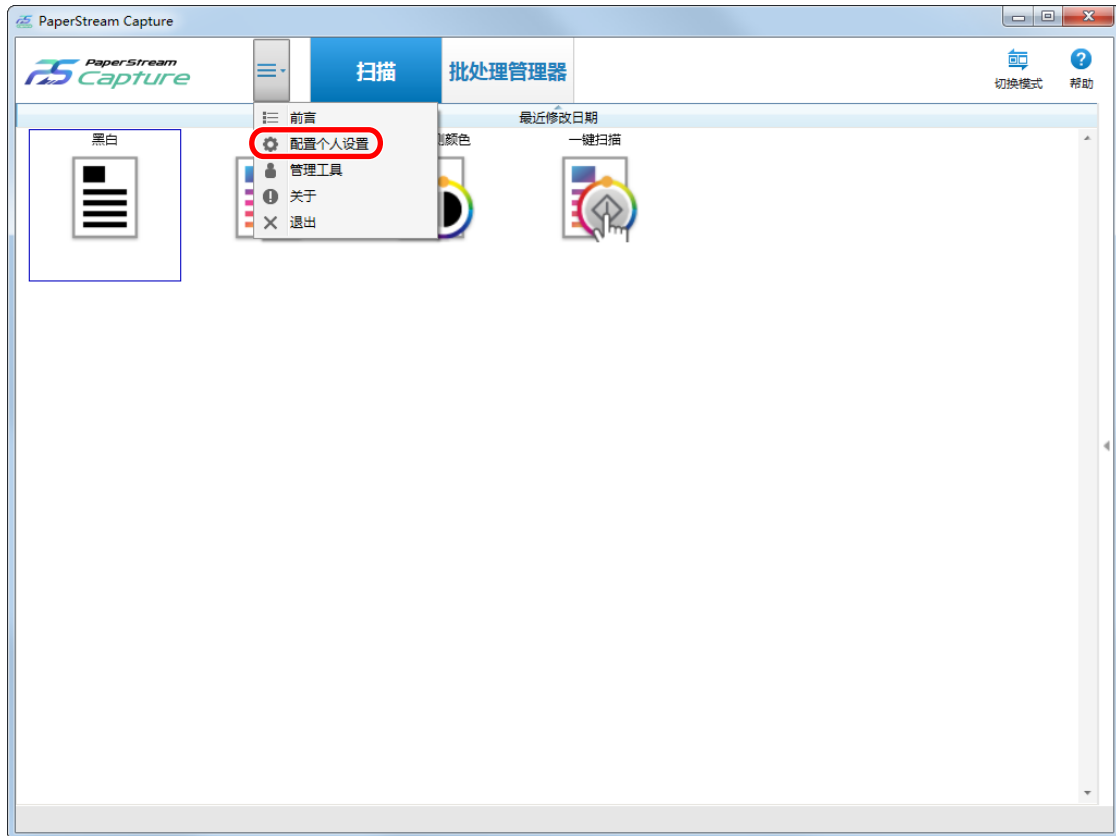 PaperStream Capture
PaperStream
Capture
扫描
批处理管理器
切换模式
帮助
最近修改日期
前言
配置个人设置
管理工具
关于
退出
黑白
颜色
一键扫描